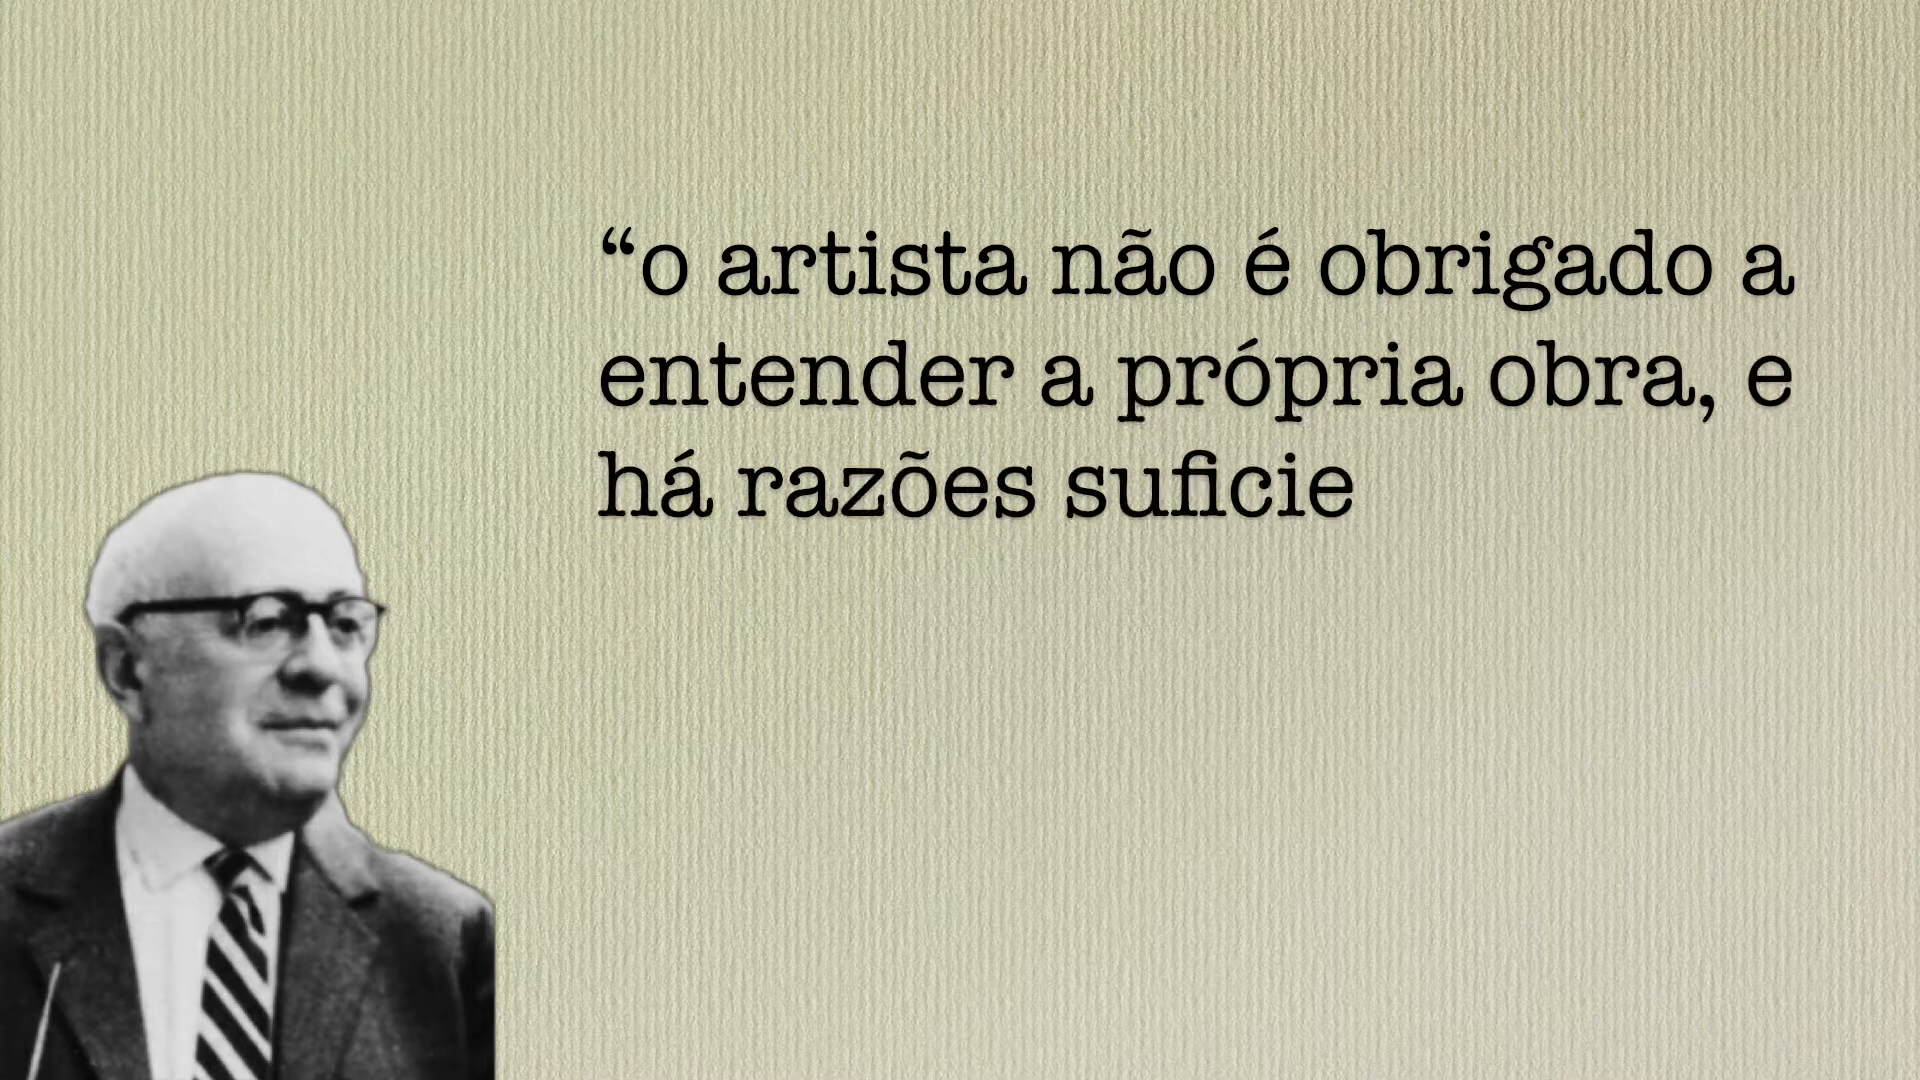 “o artista não é obrigado a
entender a própria obra, e
há razões suficie